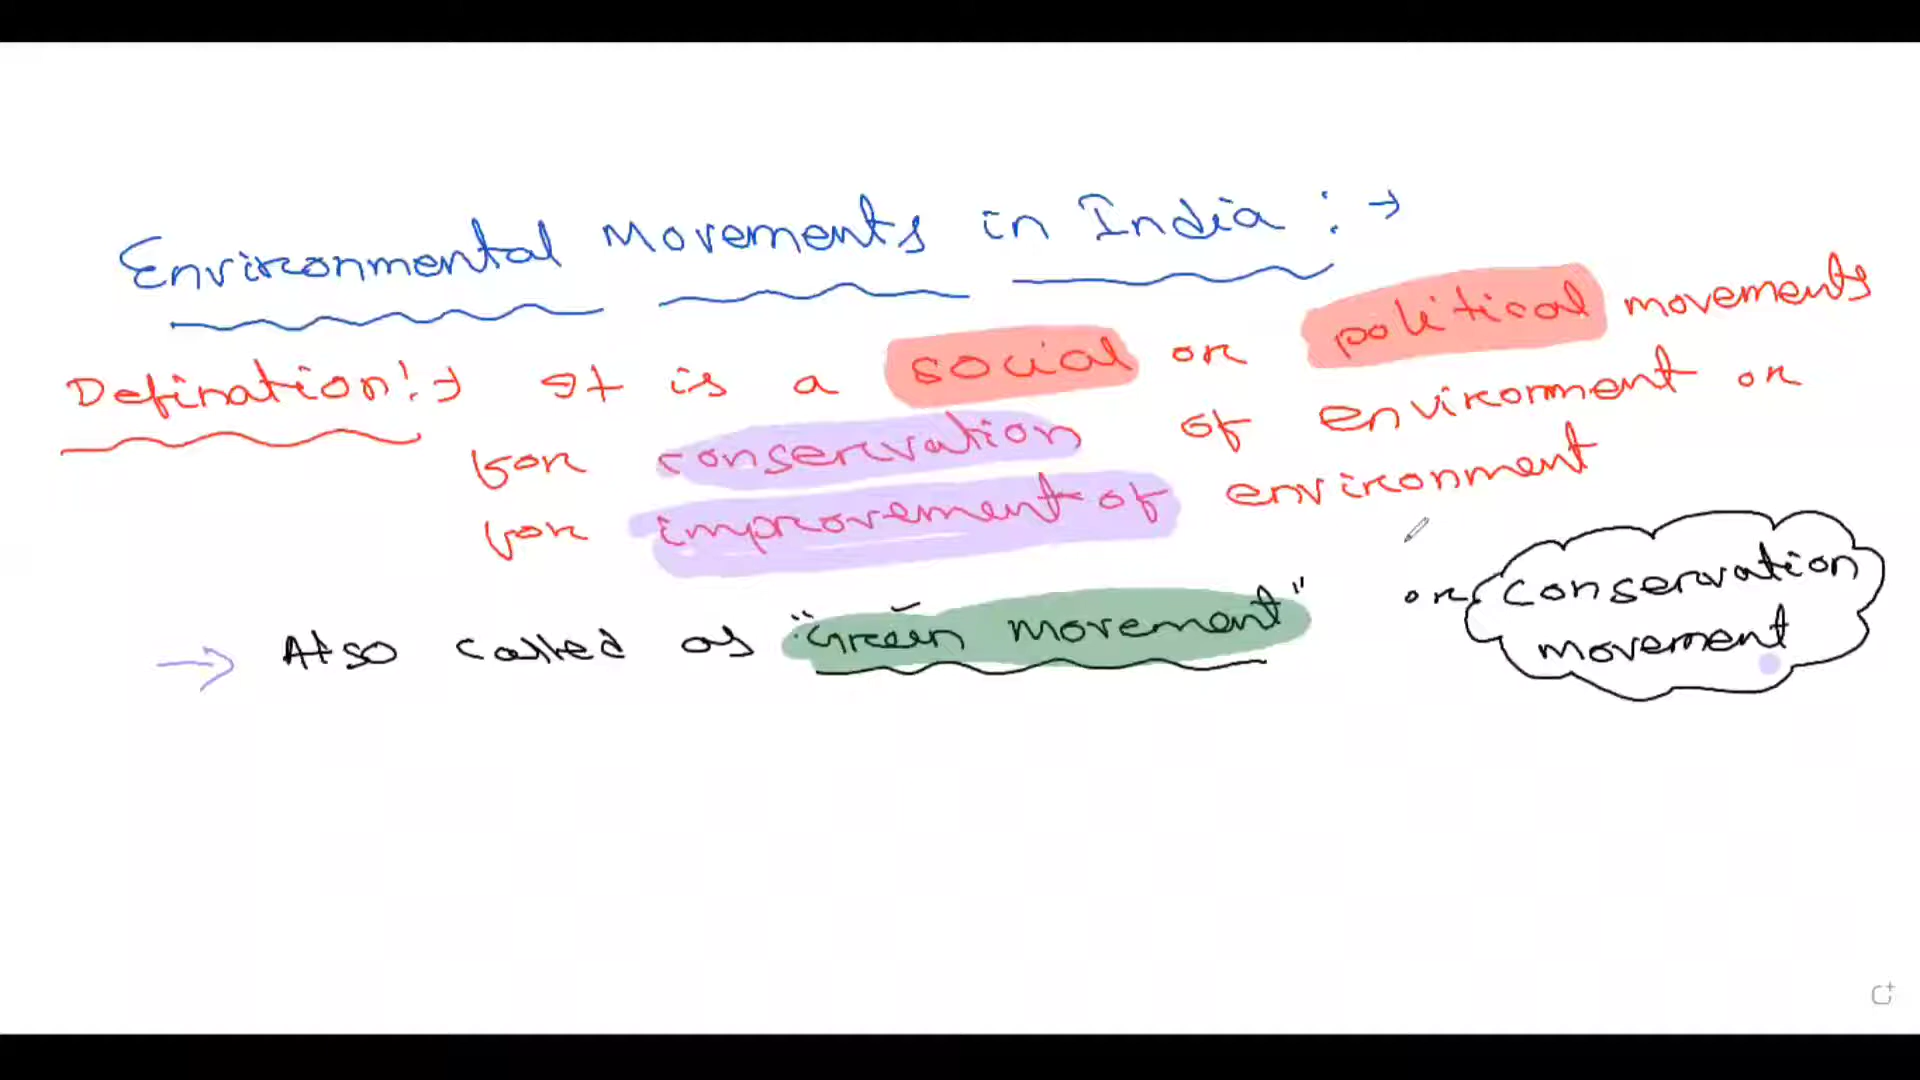 Environmental Movements in India :→
Defination:→ It is a social or political movements
for conservation of environment or
for improvement of environment
→ Also called as "Green movement" or conservation
movement